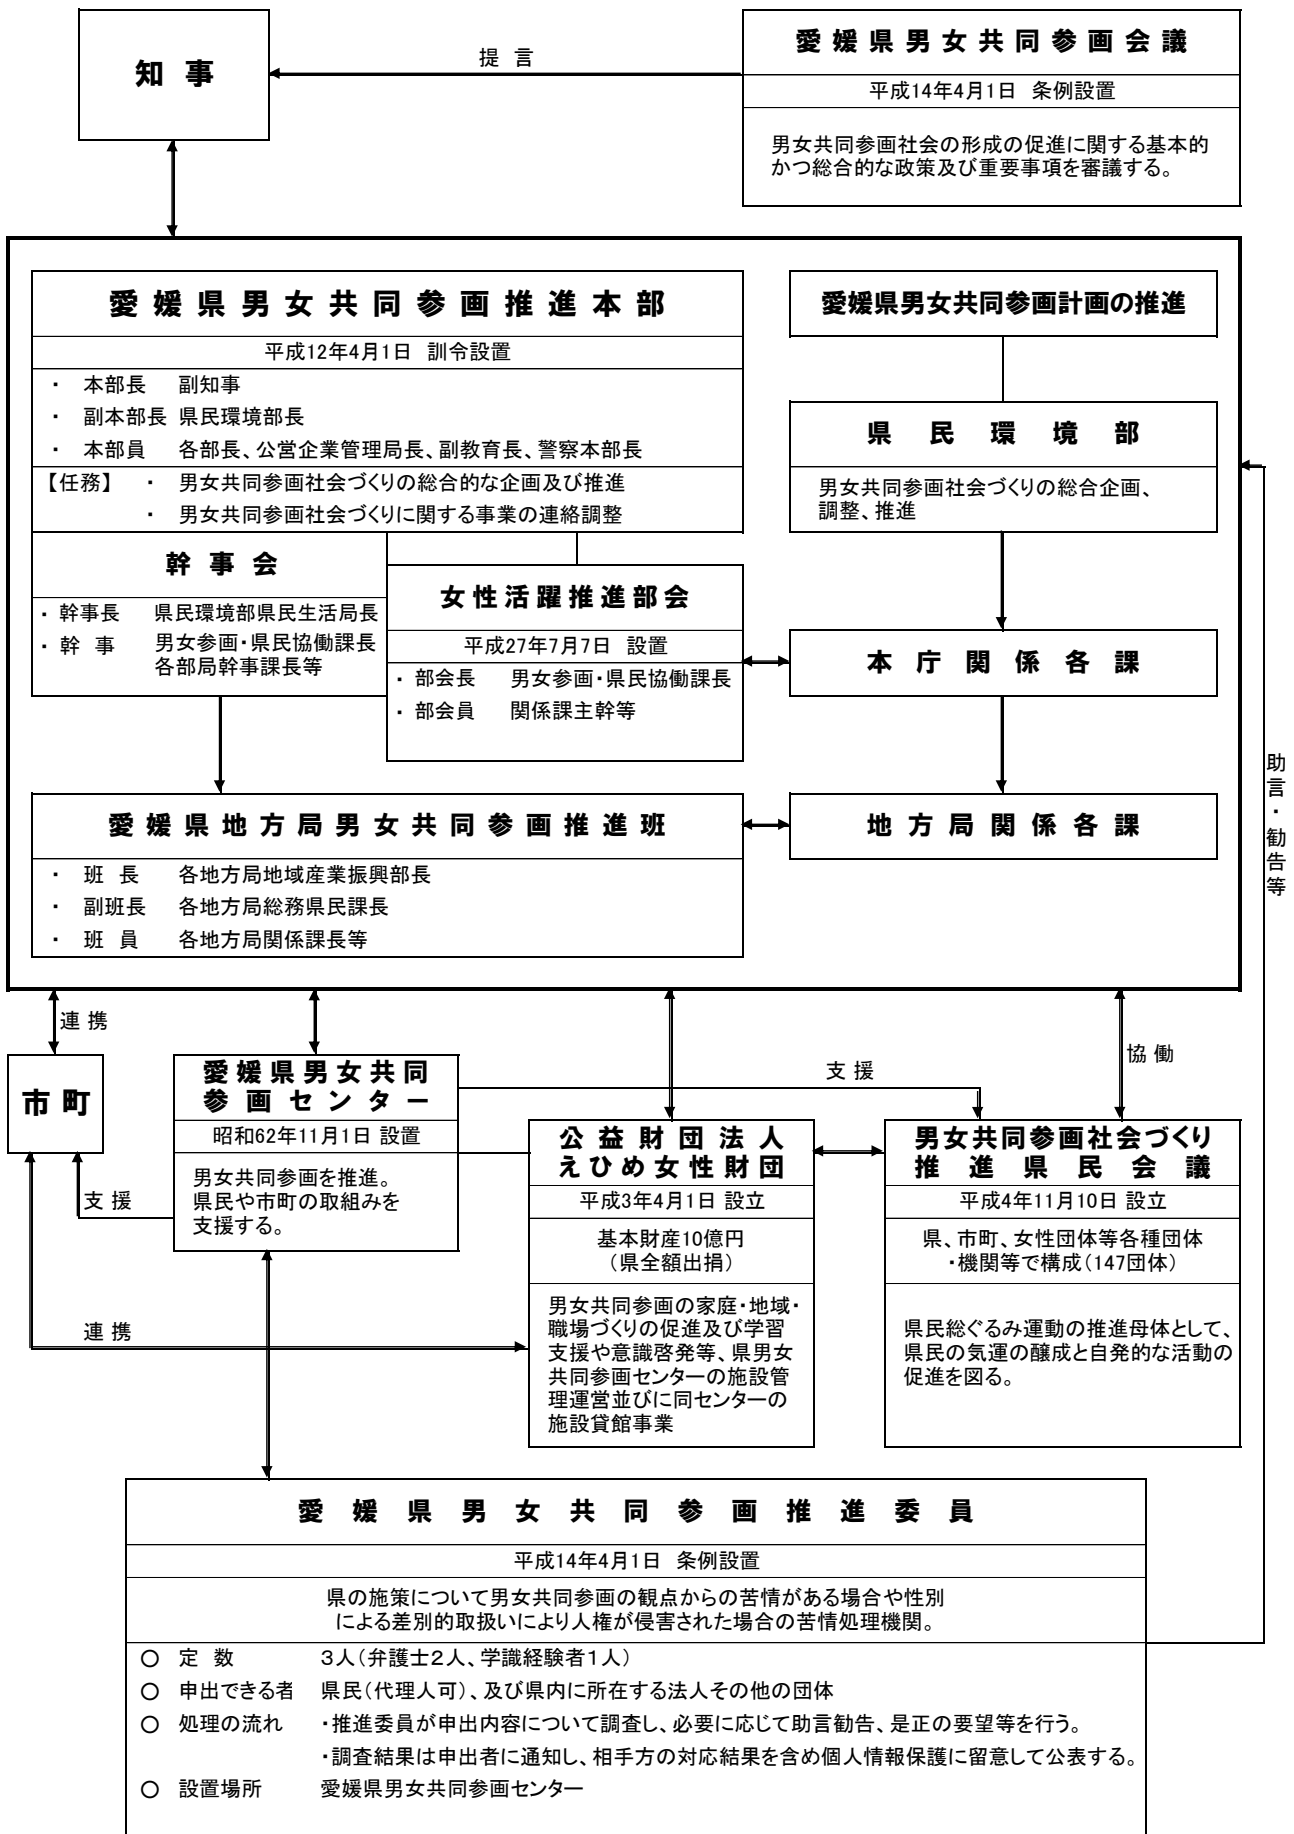 知事
提言
愛媛県男女共同参画会議
平成14年4月1日 条例設置
男女共同参画社会の形成の促進に関する基本的
かつ総合的な政策及び重要事項を審議する。
愛媛県男女共同参画推進本部
平成12年4月1日 訓令設置
・ 本部長 副知事
・ 副本部長 県民環境部長
・ 本部員 各部長、公営企業管理局長、副教育長、警察本部長
【任務】 ・ 男女共同参画社会づくりの総合的な企画及び推進
・ 男女共同参画社会づくりに関する事業の連絡調整
愛媛県男女共同参画計画の推進
県民環境部
男女共同参画社会づくりの総合企画、
調整、推進
幹事会
・ 幹事長 県民環境部県民生活局長
・ 幹 事 男女参画・県民協働課長
各部局幹事課長等
女性活躍推進部会
平成27年7月7日 設置
・ 部会長 男女参画・県民協働課長
・ 部会員 関係課主幹等
本庁関係各課
愛媛県地方局男女共同参画推進班
・ 班 長 各地方局地域産業振興部長
・ 副班長 各地方局総務県民課長
・ 班 員 各地方局関係課長等
地方局関係各課
助言・勧告等
連携
市町
愛媛県男女共同
参画センター
昭和62年11月1日 設置
男女共同参画を推進。
県民や市町の取組みを
支援する。
支援
協働
支援
連携
公益財団法人
えひめ女性財団
平成3年4月1日 設立
基本財産10億円
（県全額出捐）
男女共同参画の家庭・地域・
職場づくりの促進及び学習
支援や意識啓発等、県男女
共同参画センターの施設管
理運営並びに同センターの
施設貸館事業
男女共同参画社会づくり
推進県民会議
平成4年11月10日 設立
県、市町、女性団体等各種団体
・機関等で構成（147団体）
県民総ぐるみ運動の推進母体として、
県民の気運の醸成と自発的な活動の
促進を図る。
愛媛県男女共同参画推進委員
平成14年4月1日 条例設置
県の施策について男女共同参画の観点からの苦情がある場合や性別
による差別的取扱いにより人権が侵害された場合の苦情処理機関。
○ 定 数 3人（弁護士2人、学識経験者1人）
○ 申出できる者 県民（代理人可）、及び県内に所在する法人その他の団体
○ 処理の流れ ・推進委員が申出内容について調査し、必要に応じて助言勧告、是正の要望等を行う。
・調査結果は申出者に通知し、相手方の対応結果を含め個人情報保護に留意して公表する。
○ 設置場所 愛媛県男女共同参画センター